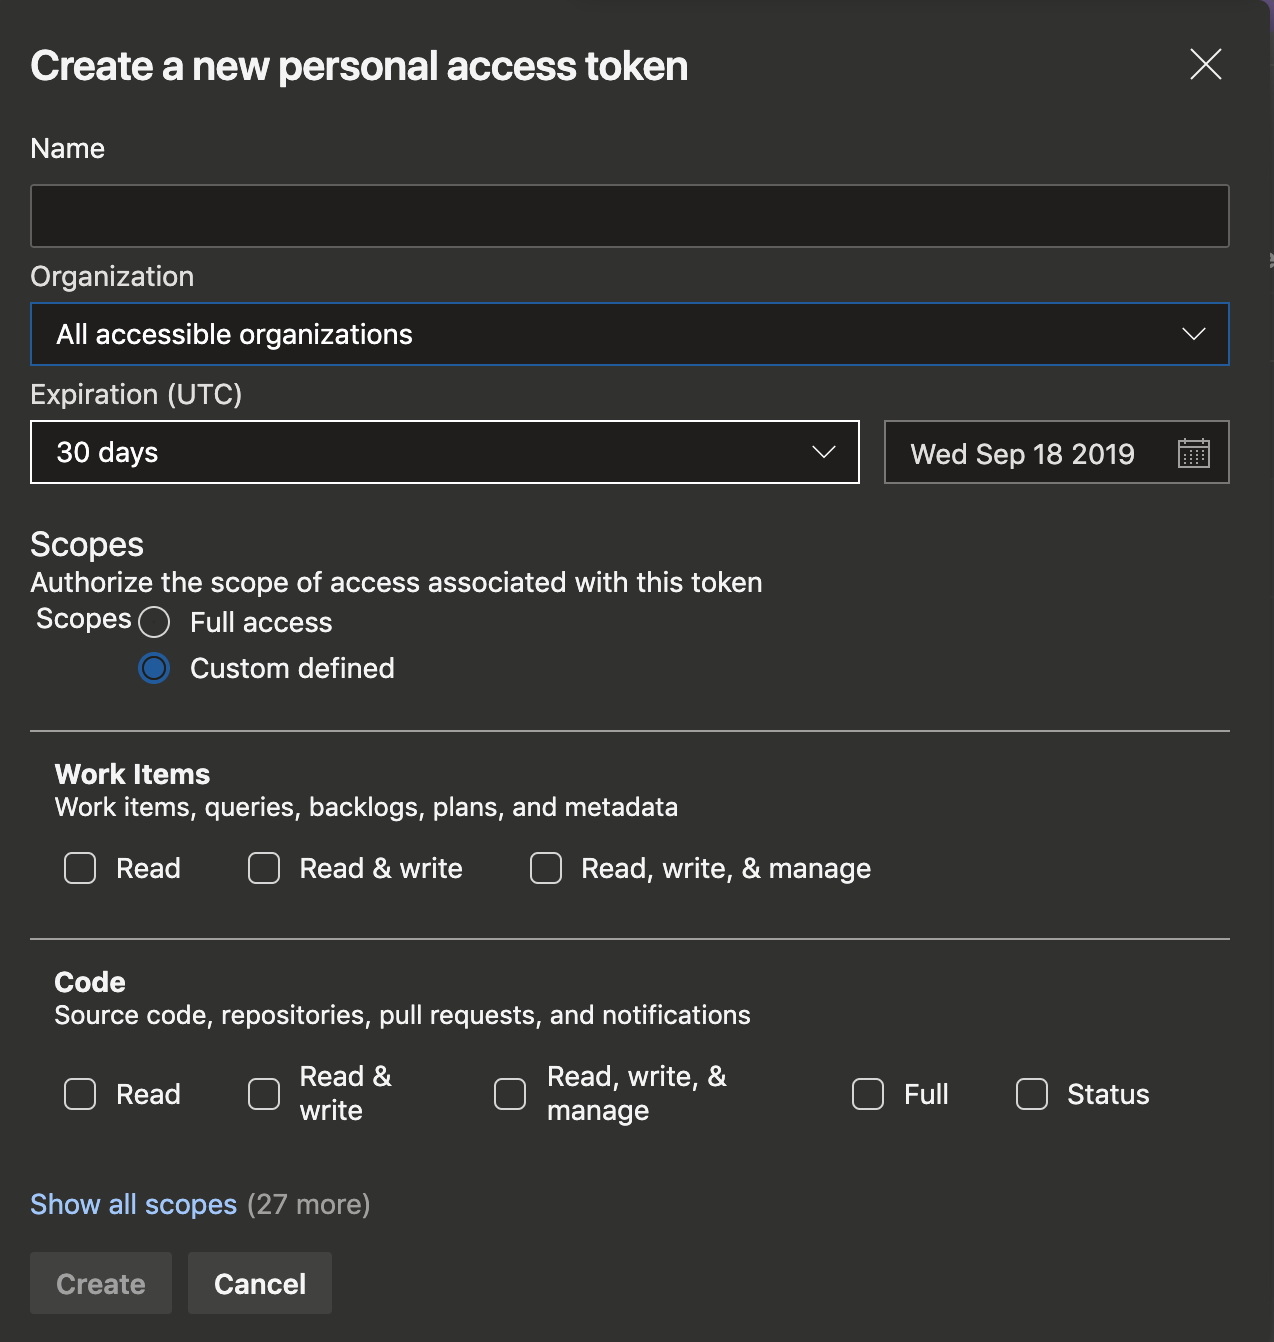 Create a new personal access token
Name
Organization
All accessible organizations
Expiration (UTC)
30 days
Wed Sep 18 2019
Scopes
Authorize the scope of access associated with this token
Scopes
Full access
Custom defined
Work Items
Work items, queries, backlogs, plans, and metadata
Read
Read & write
Read, write, & manage
Code
Source code, repositories, pull requests, and notifications
Read
Read &
write
Read, write, &
manage
Full
Status
Show all scopes (27 more)
Create
Cancel